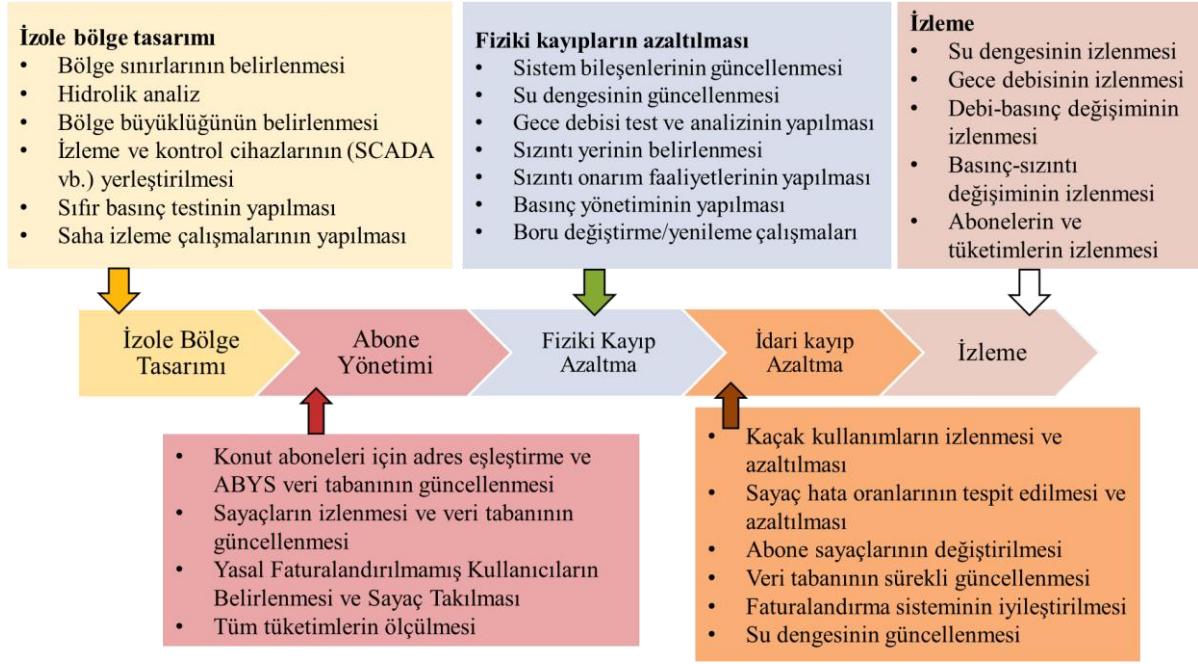 İzole bölge tasarımı
• Bölge sınırlarının belirlenmesi
• Hidrolik analiz
• Bölge büyüklüğünün belirlenmesi
• İzleme ve kontrol cihazlarının (SCADA
vb.) yerleştirilmesi
• Sıfır basınç testinin yapılması
• Saha izleme çalışmalarının yapılması
Fiziki kayıpların azaltılması
• Sistem bileşenlerinin güncellenmesi
• Su dengesinin güncellenmesi
• Gece debisi test ve analizinin yapılması
• Sızıntı yerinin belirlenmesi
• Sızıntı onarım faaliyetlerinin yapılması
• Basınç yönetiminin yapılması
• Boru değiştirme/yenileme çalışmaları
İzleme
• Su dengesinin izlenmesi
• Gece debisinin izlenmesi
• Debi-basınç değişiminin
izlenmesi
• Basınç-sızıntı
değişiminin izlenmesi
• Abonelerin ve
tüketimlerin izlenmesi
İzole Bölge
Tasarımı
Abone
Yönetimi
Fiziki Kayıp
Azaltma
İdari kayıp
Azaltma
İzleme
• Konut aboneleri için adres eşleştirme ve
ABYS veri tabanının güncellenmesi
• Sayaçların izlenmesi ve veri tabanının
güncellenmesi
• Yasal Faturalandırılmamış Kullanıcıların
Belirlenmesi ve Sayaç Takılması
• Tüm tüketimlerin ölçülmesi
• Kaçak kullanımların izlenmesi ve
azaltılması
• Sayaç hata oranlarının tespit edilmesi ve
azaltılması
• Abone sayaçlarının değiştirilmesi
• Veri tabanının sürekli güncellenmesi
• Faturalandırma sisteminin iyileştirilmesi
• Su dengesinin güncellenmesi